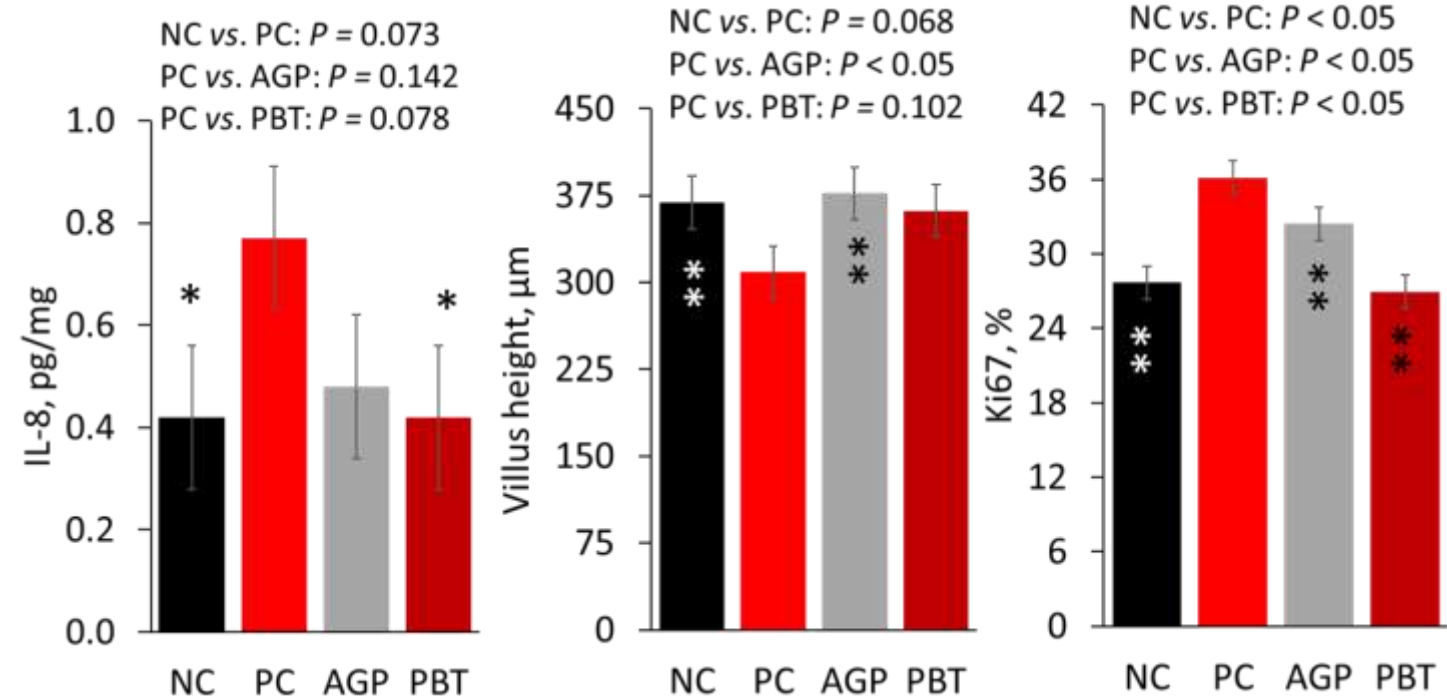 NC vs. PC: P = 0.073
PC vs. AGP: P = 0.142
PC vs. PBT: P = 0.078
IL-8, pg/mg
1.0
0.8
0.6
0.4
0.2
0.0
*
*
NC PC AGP PBT
NC vs. PC: P = 0.068
PC vs. AGP: P < 0.05
PC vs. PBT: P = 0.102
Villus height, μm
450
375
300
225
150
75
0
**
**
NC PC AGP PBT
NC vs. PC: P < 0.05
PC vs. AGP: P < 0.05
PC vs. PBT: P < 0.05
Ki67, %
42
36
30
24
18
12
6
0
**
**
**
NC PC AGP PBT